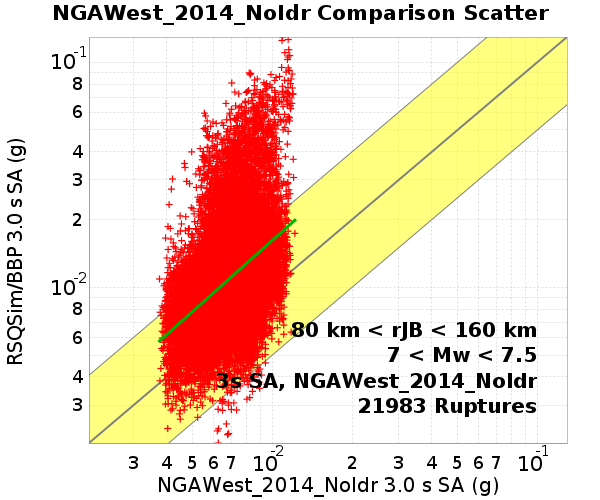 NGAWest_2014_NoIdr Comparison Scatter
RSQSim/BBP 3.0 s SA (g)
10-1
8
6
4
3
2
10-2
8
6
4
3
80 km < rJB < 160 km
7 < Mw < 7.5
3s SA, NGAWest_2014_NoIdr
21983 Ruptures
3 4 5 6 7 10-2 2 3 4 5 6 7 10-1
NGAWest_2014_NoIdr 3.0 s SA (g)